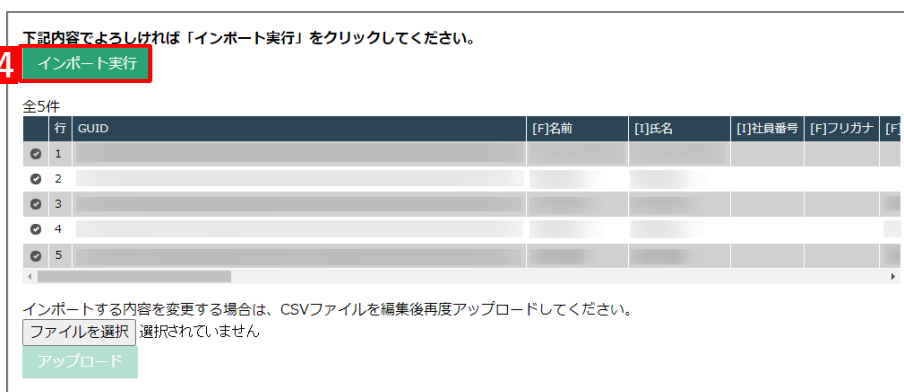 下記内容でよろしければ「インポート実行」をクリックしてください。
4 インポート実行
全5件
行 GUID [F]名前 [I]氏名 [I]社員番号 [F]フリガナ [F]
1
2
3
4
5
インポートする内容を変更する場合は、CSVファイルを編集後再度アップロードしてください。
ファイルを選択 選択されていません
アップロード